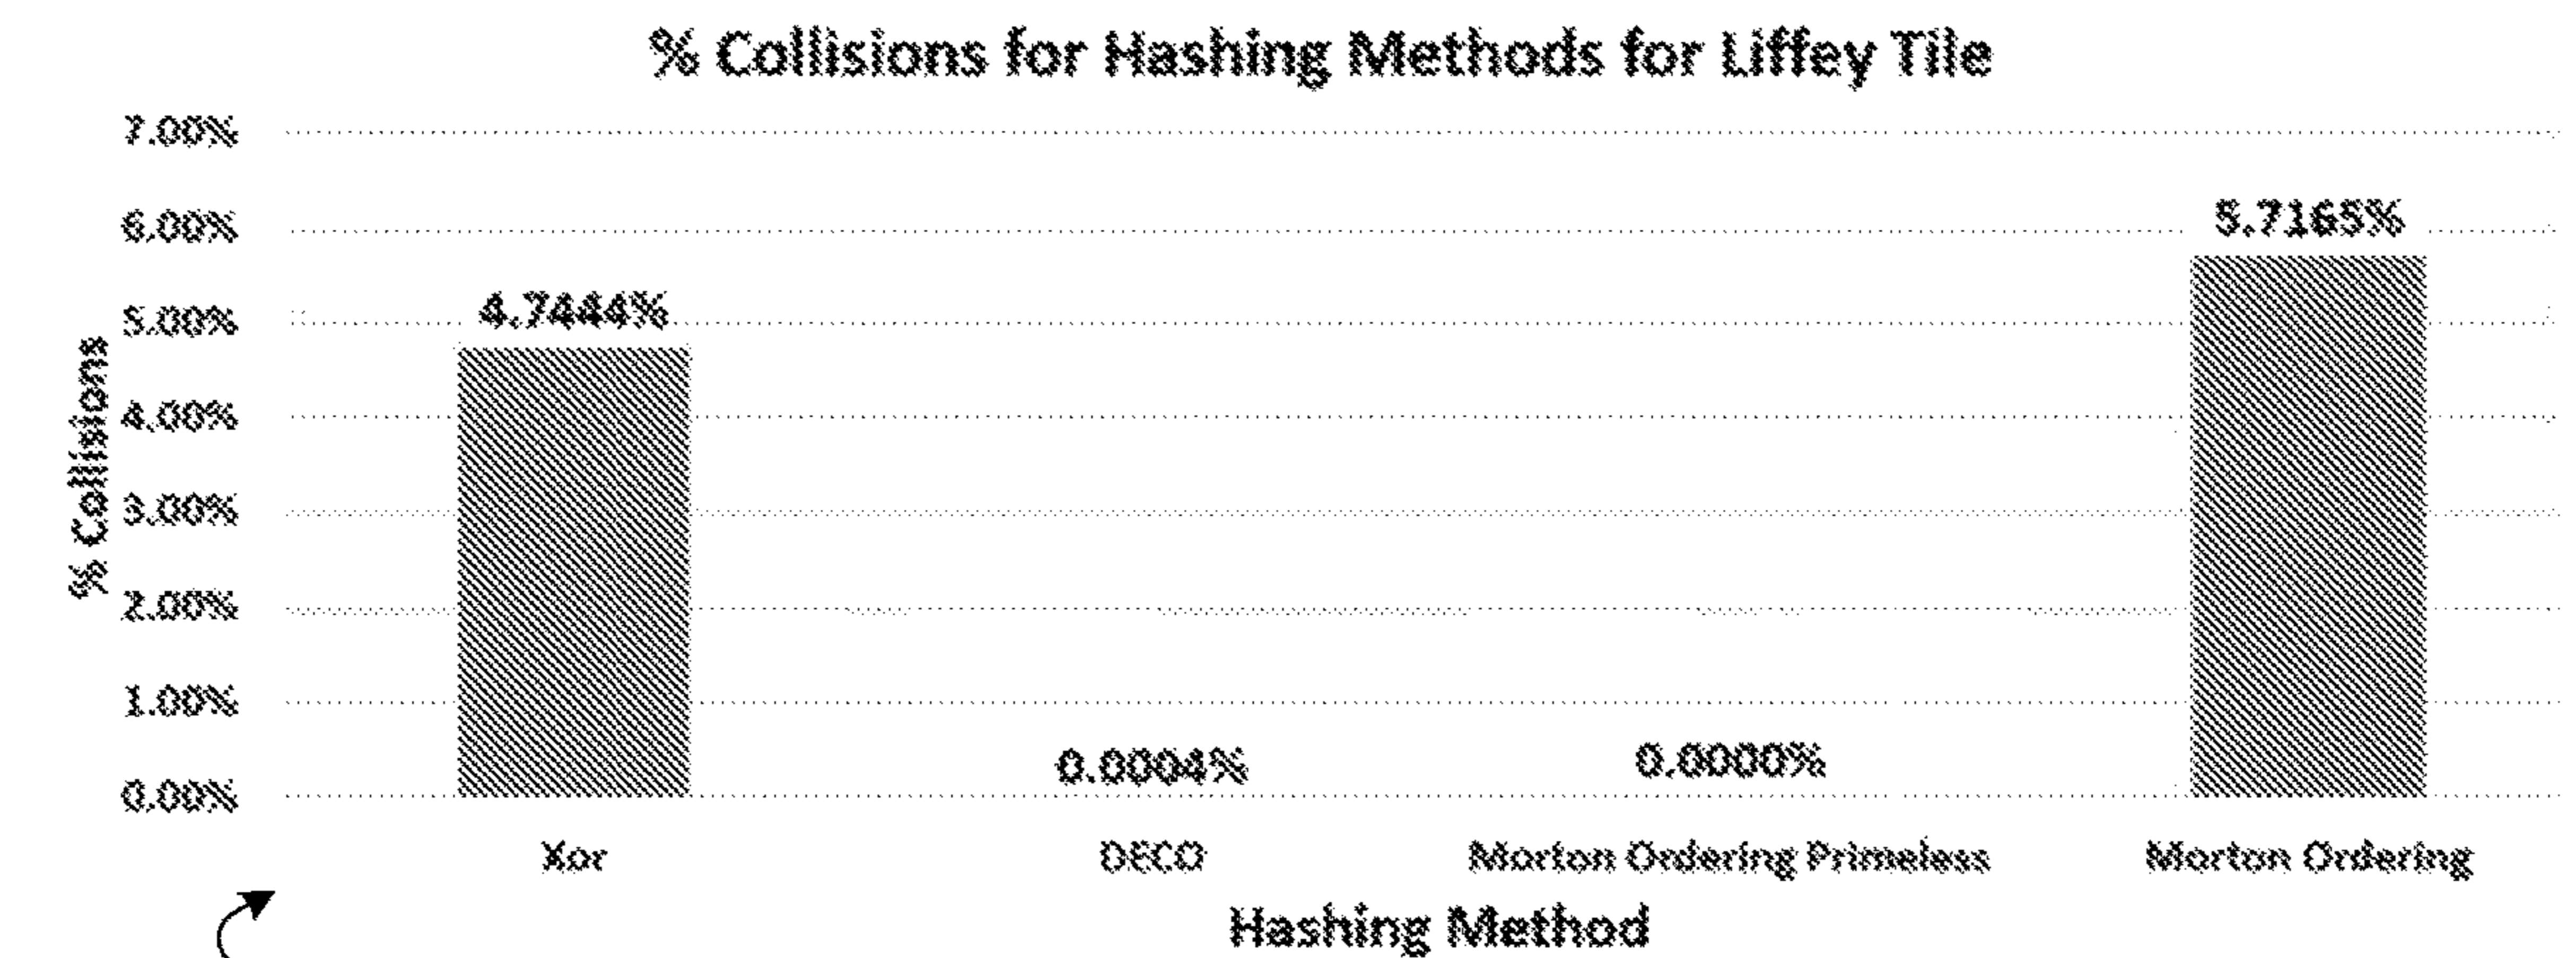 % Collisions for Hashing Methods for Liffey Tile
7.00%
6.00%
5.00%
4.00%
3.00%
2.00%
1.00%
0.00%
% Collisions
4.7444%
0.0004%
0.0000%
5.7165%
Xor
DECO
Morton Ordering Primeless
Morton Ordering
Hashing Method